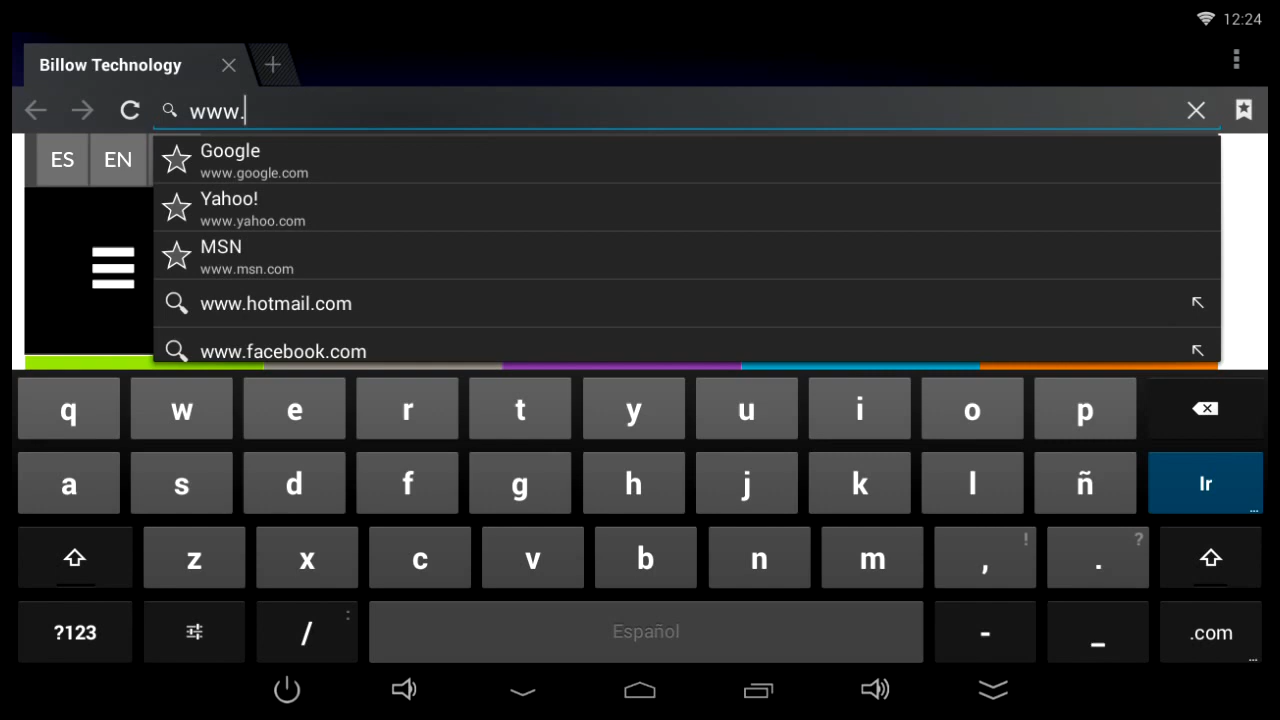 12:24
Billow Technology
www.
ES EN
Google
www.google.com
Yahoo!
www.yahoo.com
MSN
www.msn.com
www.hotmail.com
www.facebook.com
q w e r t y u i o p
a s d f g h j k l ñ Ir ...
z x c v b n m , ! . ?
?123 / : Español - _ .com ...